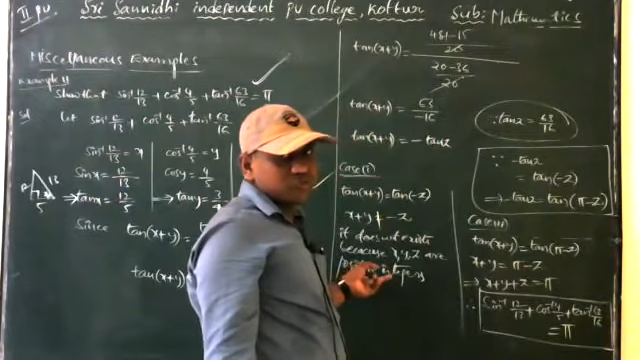 II PU. Sri Sannidhi independent PU college, Kottur Sub: Mathematics
Miscellaneous Examples
Example 11
Show that sin⁻¹ 12/13 + cos⁻¹ 4/5 + tan⁻¹ 63/16 = π
Sol Let sin⁻¹ 12/13 + cos⁻¹ 4/5 + tan⁻¹ 63/16
sin⁻¹ 12/13 = x cos⁻¹ 4/5 = y
sin x = 12/13 cos y = 4/5
13
5
⇒ tan x = 12/5 ⇒ tan y = 3/
Since tan(x+y) =
tan(x+y)
tan(x+y) = 48+15/20
20-36/20
tan(x+y) = 63/-16
tan(x+y) = - tan z
Case (i)
tan(x+y) = tan(-z)
x+y ≠ -z
it does not exists
because x, y, z are
∵ tan z = 63/16
∵ -tan z
= tan(-z)
⇒ -tan z = tan(π-z)
Case (ii)
tan(x+y) = tan(π-z)
x+y = π-z
⇒ x+y+z = π
∴ sin⁻¹ 12/13 + cos⁻¹ 4/5 + tan⁻¹ 63/16
= π